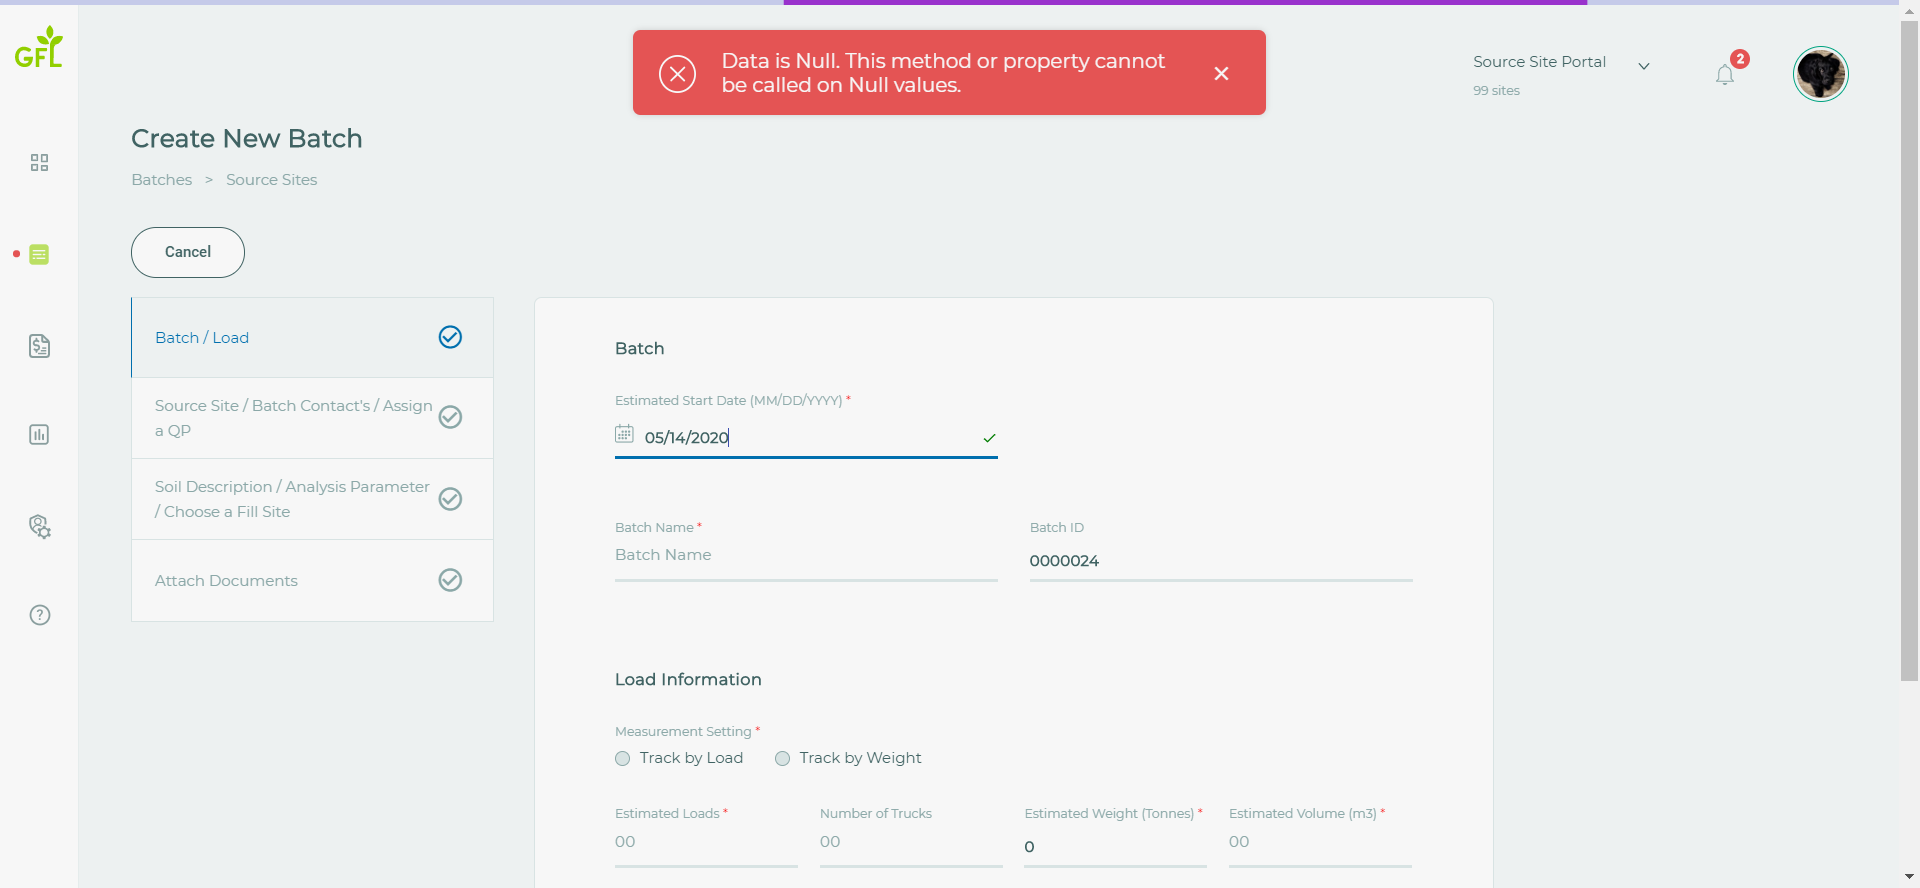 GFL
Data is Null. This method or property cannot
be called on Null values.
Source Site Portal
99 sites
2
Create New Batch
Batches > Source Sites
Cancel
Batch / Load
Source Site / Batch Contact's / Assign
a QP
Soil Description / Analysis Parameter
/ Choose a Fill Site
Attach Documents
Batch
Estimated Start Date (MM/DD/YYYY) *
05/14/2020
Batch Name * Batch ID
Batch Name 0000024
Load Information
Measurement Setting *
Track by Load Track by Weight
Estimated Loads * Number of Trucks Estimated Weight (Tonnes) * Estimated Volume (m3) *
00 00 0 00